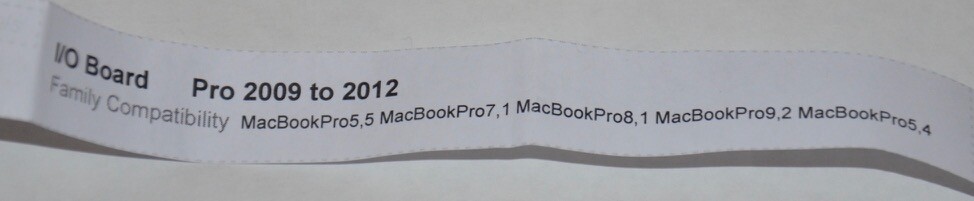 I/O Board Pro 2009 to 2012
Family Compatibility MacBookPro5,5 MacBookPro7,1 MacBookPro8,1 MacBookPro9,2 MacBookPro5,4